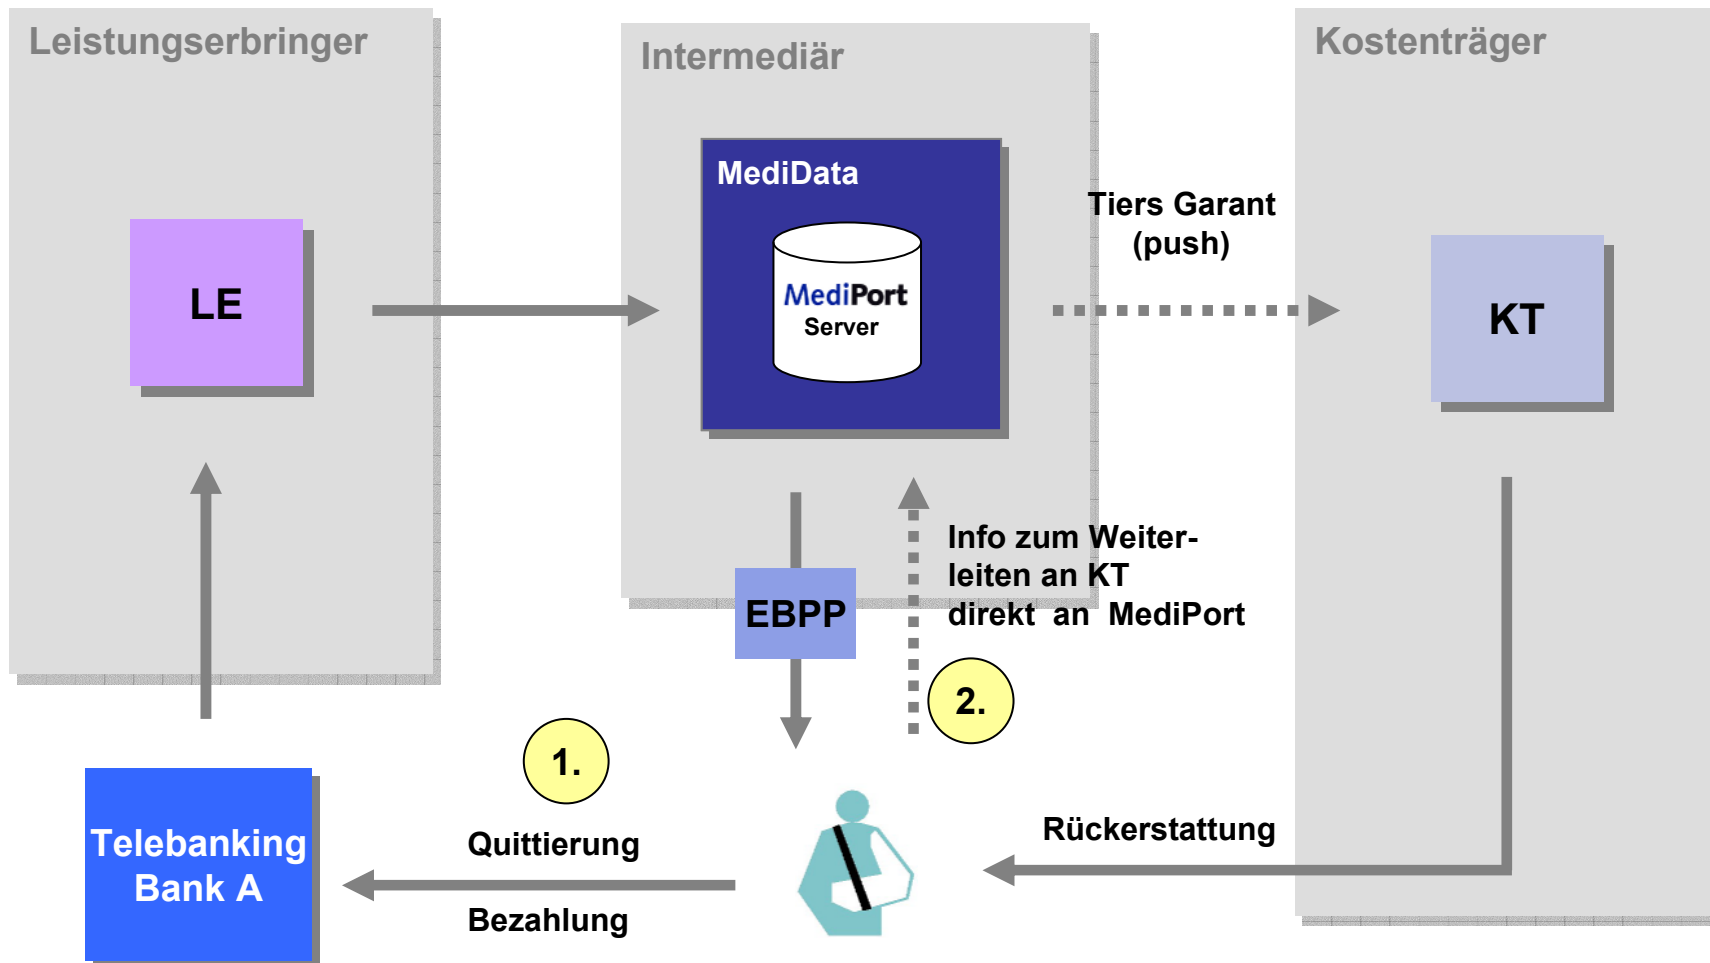 Leistungserbringer
Intermediär
Kostenträger
MediData
MediPort
Server
LE
Tiers Garant
(push)
KT
EBPP
Info zum Weiter-
leiten an KT
direkt an MediPort
1.
2.
Telebanking
Bank A
Quittierung
Bezahlung
Rückerstattung